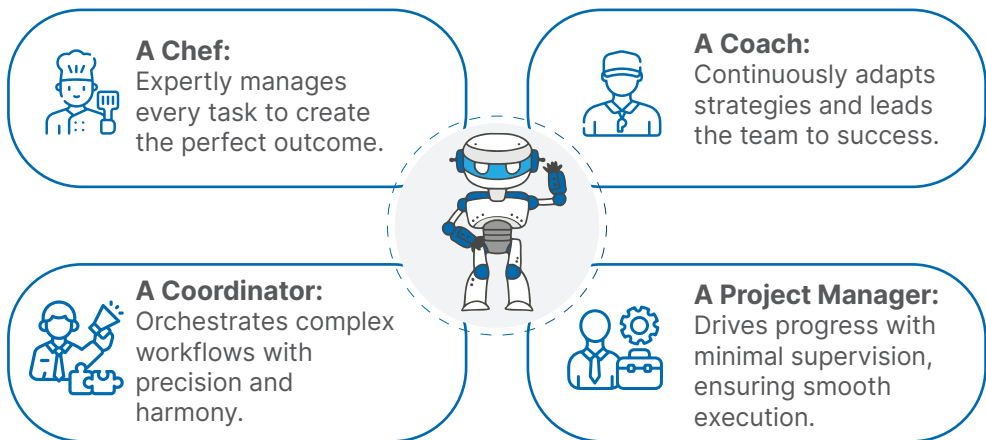 A Chef:
Expertly manages
every task to create
the perfect outcome.
A Coach:
Continuously adapts
strategies and leads
the team to success.
A Coordinator:
Orchestrates complex
workflows with
precision and
harmony.
A Project Manager:
Drives progress with
minimal supervision,
ensuring smooth
execution.